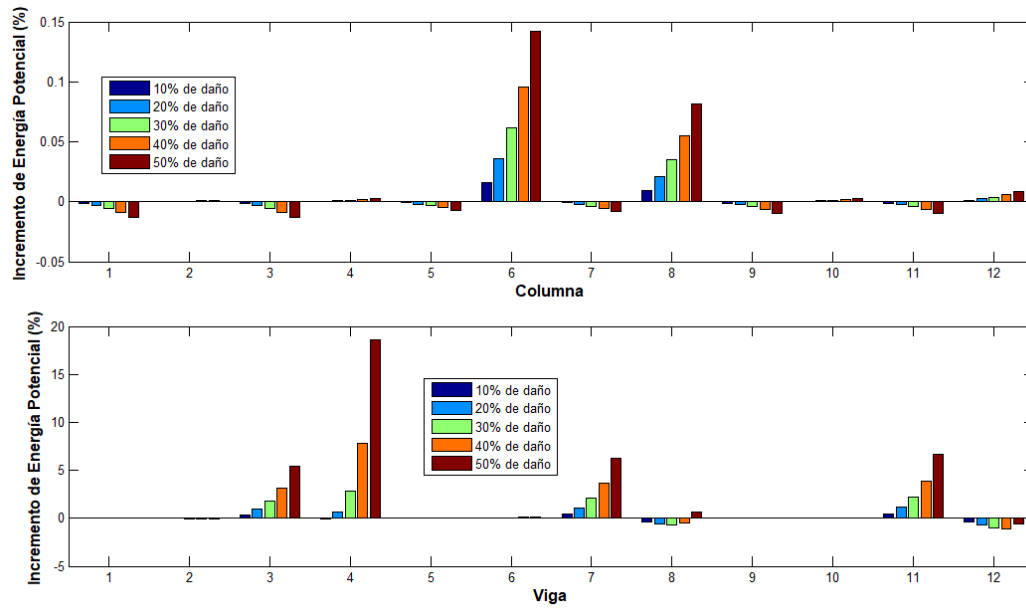 Incremento de Energía Potencial (%)
0.15
0.1
0.05
0
-0.05
10% de daño
20% de daño
30% de daño
40% de daño
50% de daño
1 2 3 4 5 6 7 8 9 10 11 12
Columna
Incremento de Energía Potencial (%)
20
15
10
5
0
-5
10% de daño
20% de daño
30% de daño
40% de daño
50% de daño
1 2 3 4 5 6 7 8 9 10 11 12
Viga